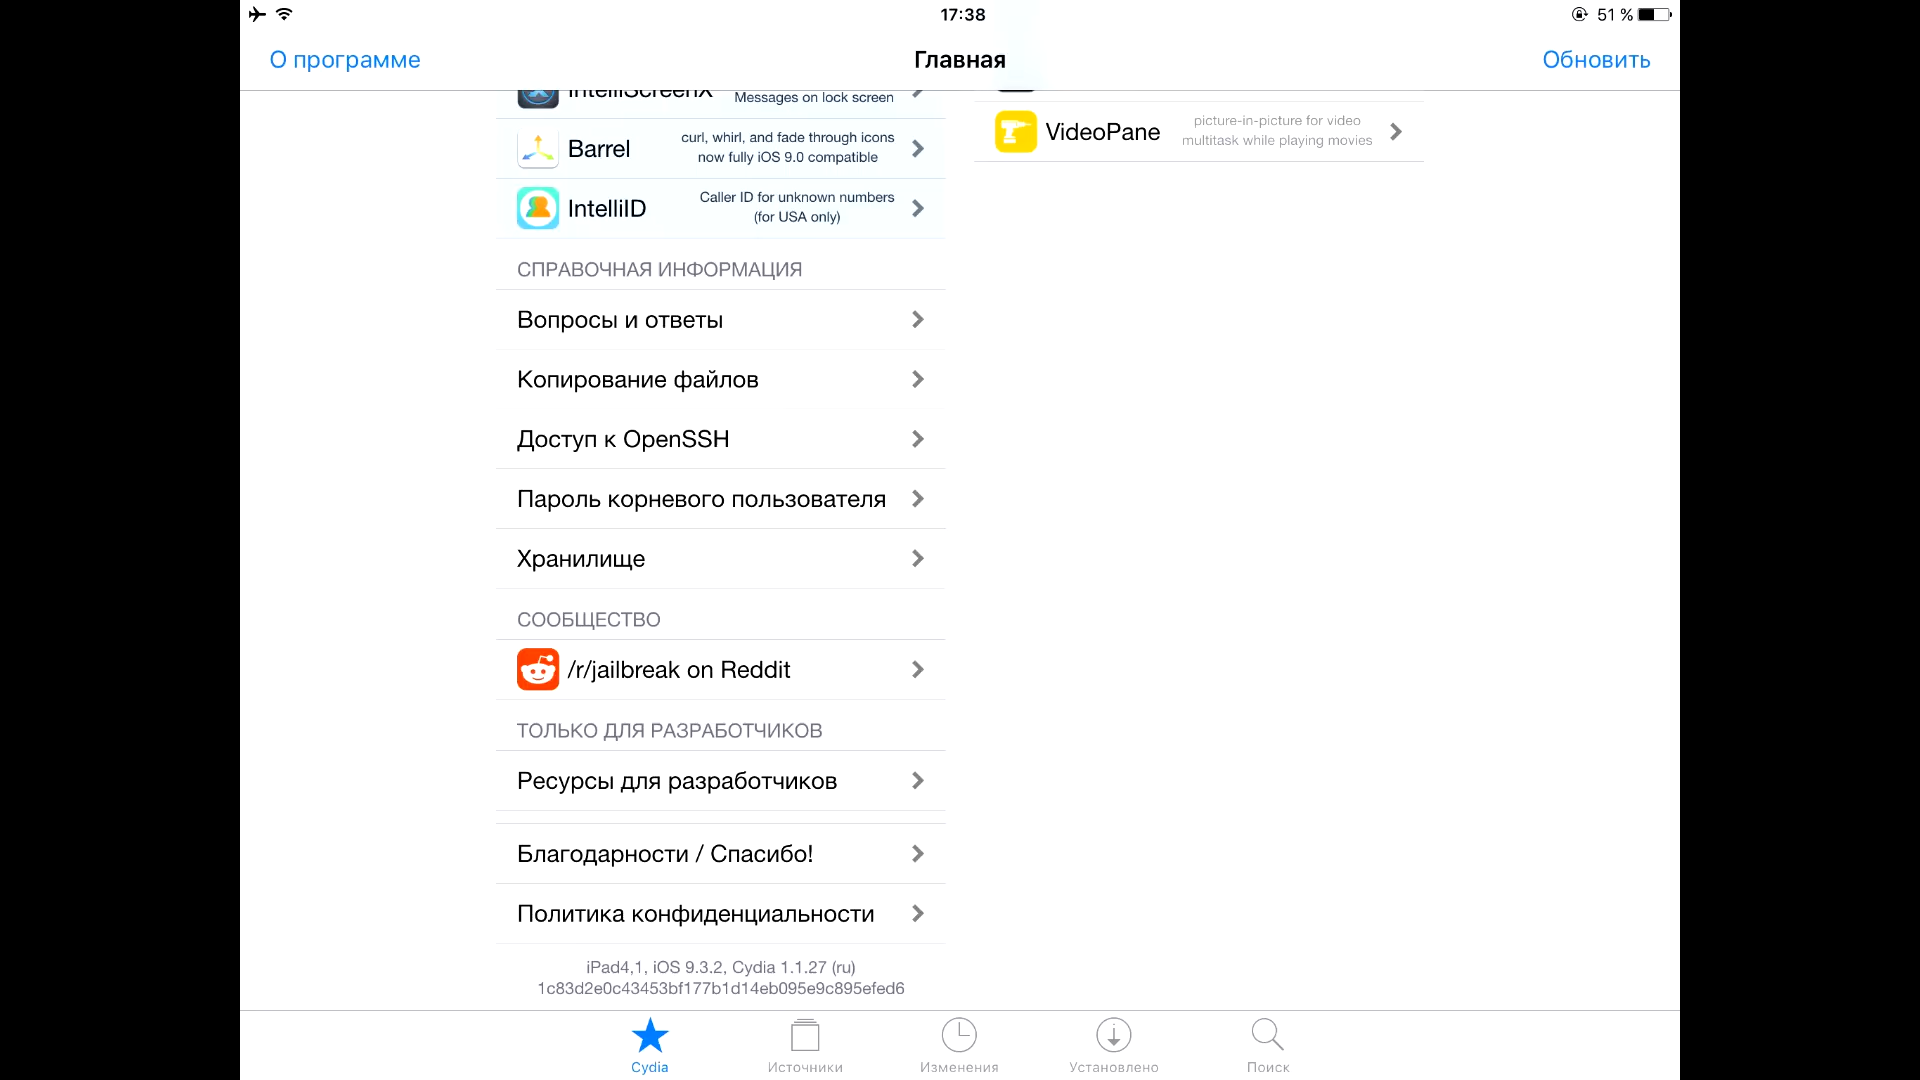 17:38
51 %
О программе
Главная
Обновить
IntelliScreenX
Messages on lock screen
Barrel
curl, whirl, and fade through icons
now fully iOS 9.0 compatible
IntelliID
Caller ID for unknown numbers
(for USA only)
СПРАВОЧНАЯ ИНФОРМАЦИЯ
Вопросы и ответы
Копирование файлов
Доступ к OpenSSH
Пароль корневого пользователя
Хранилище
СООБЩЕСТВО
/r/jailbreak on Reddit
ТОЛЬКО ДЛЯ РАЗРАБОТЧИКОВ
Ресурсы для разработчиков
Благодарности / Спасибо!
Политика конфиденциальности
iPad4,1, iOS 9.3.2, Cydia 1.1.27 (ru)
1c83d2e0c43453bf177b1d14eb095e9c895efed6
VideoPane
picture-in-picture for video
multitask while playing movies
Cydia
Источники
Изменения
Установлено
Поиск